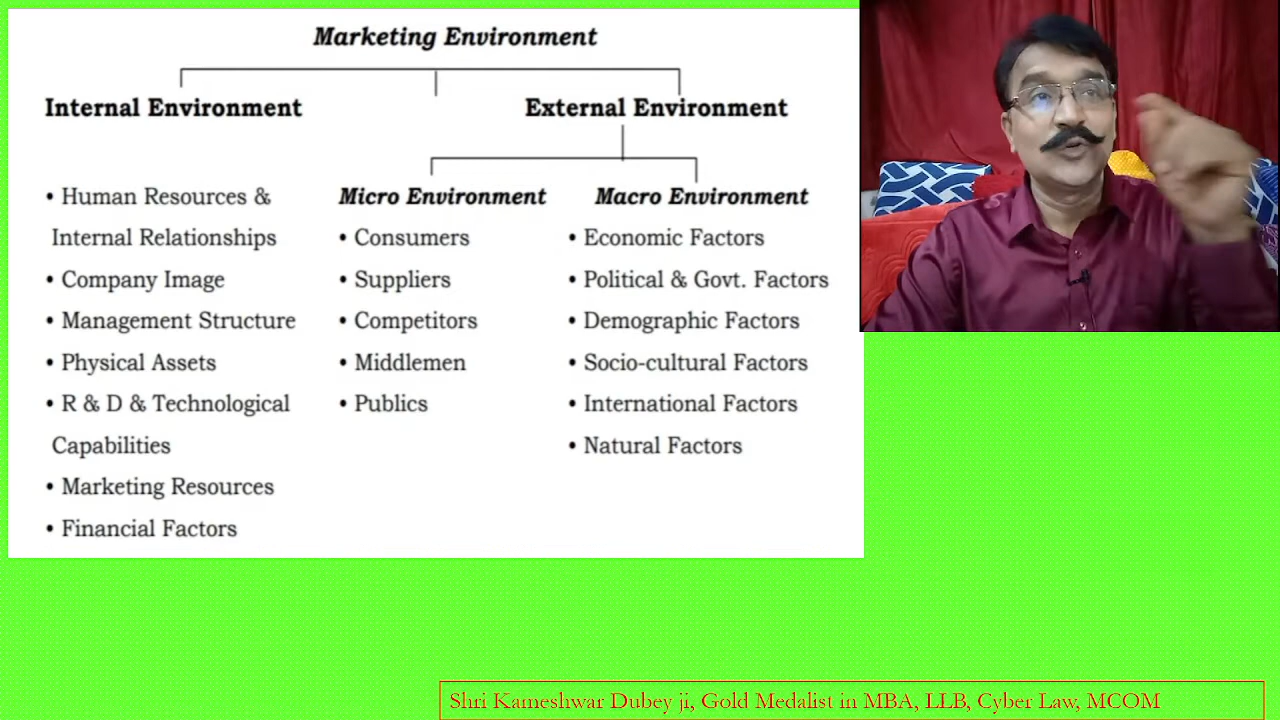 Marketing Environment
Internal Environment
External Environment
• Human Resources &
Internal Relationships
• Company Image
• Management Structure
• Physical Assets
• R & D & Technological
Capabilities
• Marketing Resources
• Financial Factors
Micro Environment
• Consumers
• Suppliers
• Competitors
• Middlemen
• Publics
Macro Environment
• Economic Factors
• Political & Govt. Factors
• Demographic Factors
• Socio-cultural Factors
• International Factors
• Natural Factors
Shri Kameshwar Dubey ji, Gold Medalist in MBA, LLB, Cyber Law, MCOM